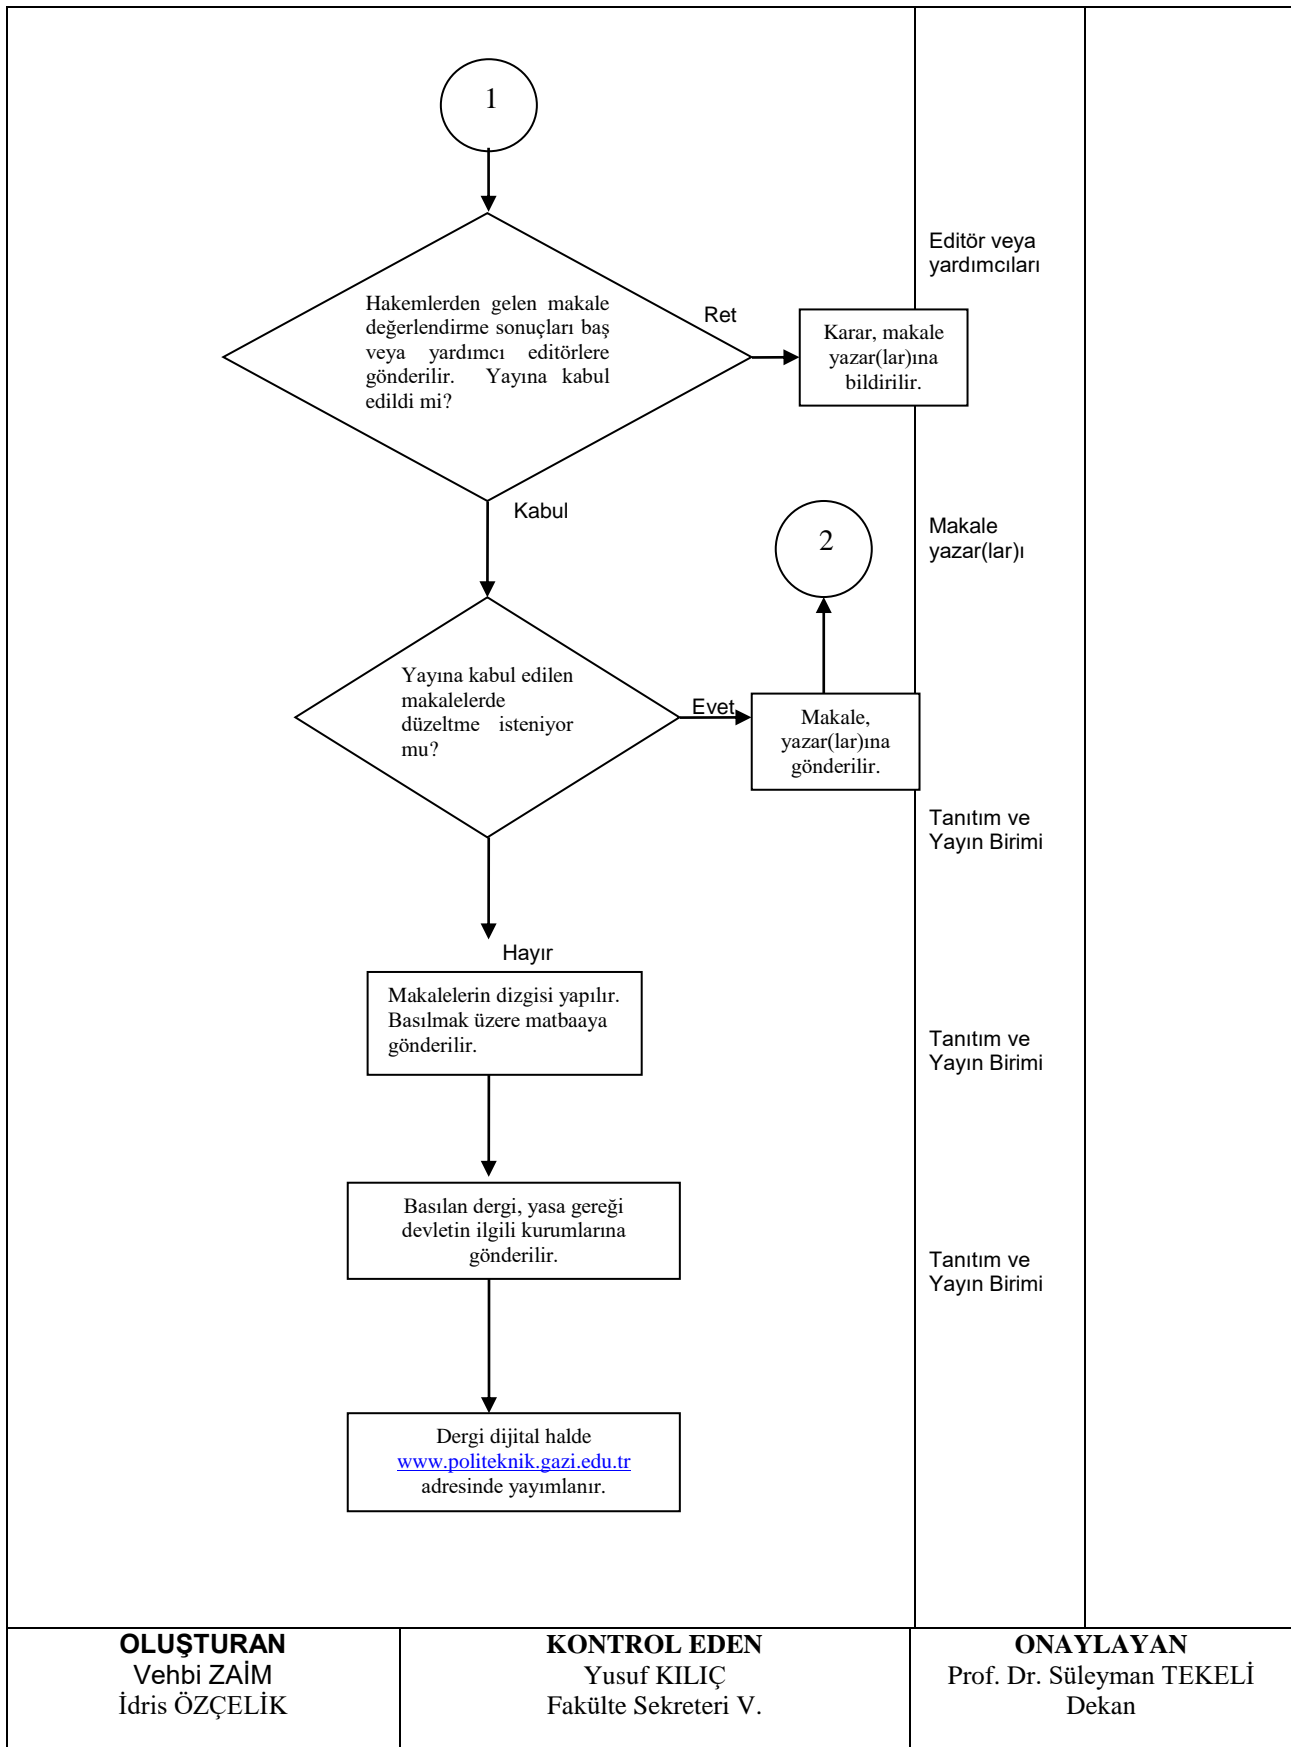 1
Editör veya
yardımcıları
Hakemlerden gelen makale
değerlendirme sonuçları baş
veya yardımcı editörlere
gönderilir. Yayına kabul
edildi mi?
Ret
Karar, makale
yazar(lar)ına
bildirilir.
Kabul
2
Makale
yazar(lar)ı
Yayına kabul edilen
makalelerde
düzeltme isteniyor
mu?
Evet
Makale,
yazar(lar)ına
gönderilir.
Tanıtım ve
Yayın Birimi
Hayır
Makalelerin dizgisi yapılır.
Basılmak üzere matbaaya
gönderilir.
Tanıtım ve
Yayın Birimi
Basılan dergi, yasa gereği
devletin ilgili kurumlarına
gönderilir.
Tanıtım ve
Yayın Birimi
Dergi dijital halde
www.politeknik.gazi.edu.tr
adresinde yayımlanır.
OLUŞTURAN
Vehbi ZAİM
İdris ÖZÇELİK
KONTROL EDEN
Yusuf KILIÇ
Fakülte Sekreteri V.
ONAYLAYAN
Prof. Dr. Süleyman TEKELİ
Dekan